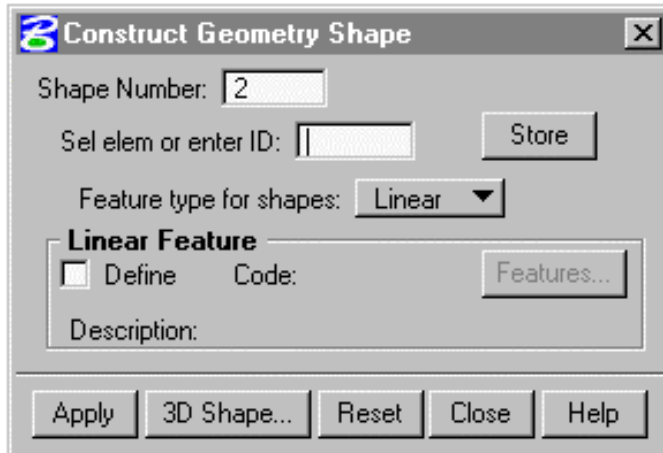 Construct Geometry Shape
Shape Number: 2
Sel elem or enter ID: Store
Feature type for shapes: Linear
Linear Feature
Define Code: Features...
Description:
Apply 3D Shape... Reset Close Help